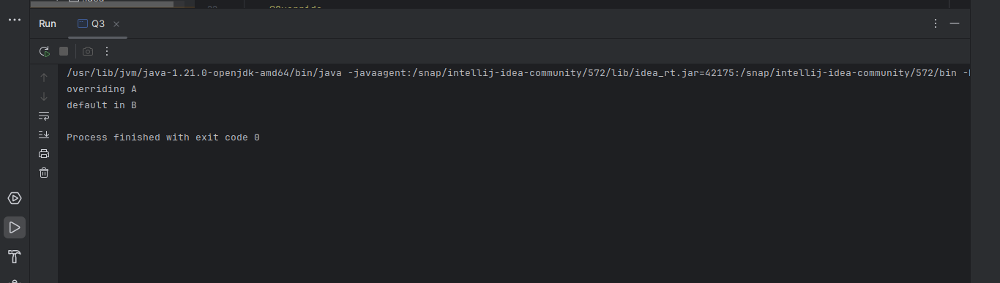 Run Q3
/usr/lib/jvm/java-1.21.0-openjdk-amd64/bin/java -javaagent:/snap/intellij-idea-community/572/lib/idea_rt.jar=42175:/snap/intellij-idea-community/572/bin
overriding A
default in B
Process finished with exit code 0